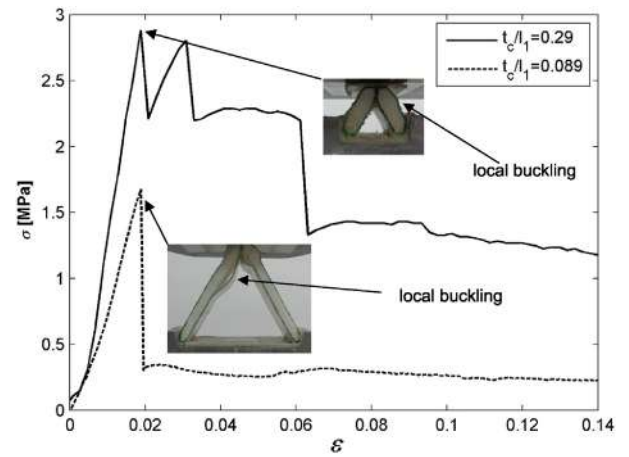 3
2.5
2
1.5
1
0.5
0
σ [MPa]
t_c/l_1=0.29
t_c/l_1=0.089
local buckling
local buckling
0 0.02 0.04 0.06 0.08 0.1 0.12 0.14
ε